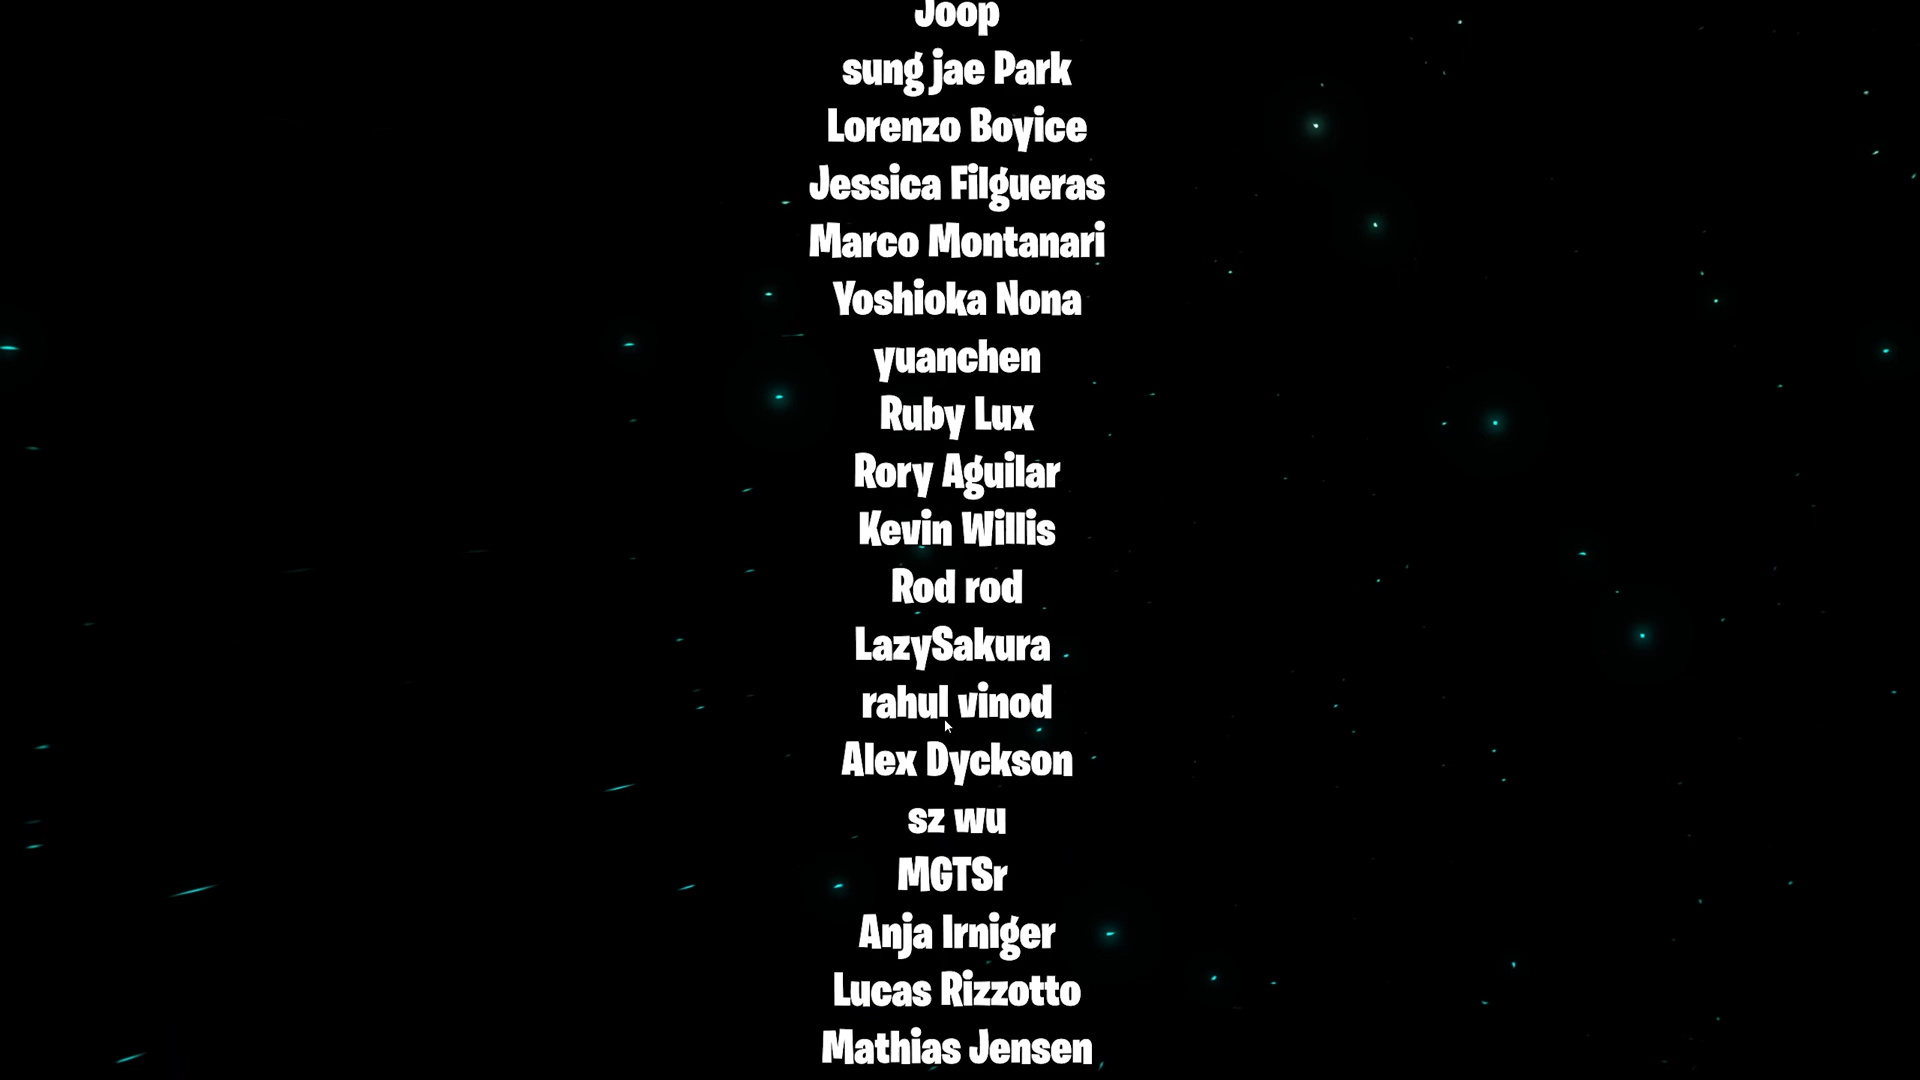 Joop
sung jae Park
Lorenzo Boyice
Jessica Filgueras
Marco Montanari
Yoshioka Nona
yuanchen
Ruby Lux
Rory Aguilar
Kevin Willis
Rod rod
LazySakura
rahul vinod
Alex Dyckson
sz wu
MGTSr
Anja Irniger
Lucas Rizzotto
Mathias Jensen